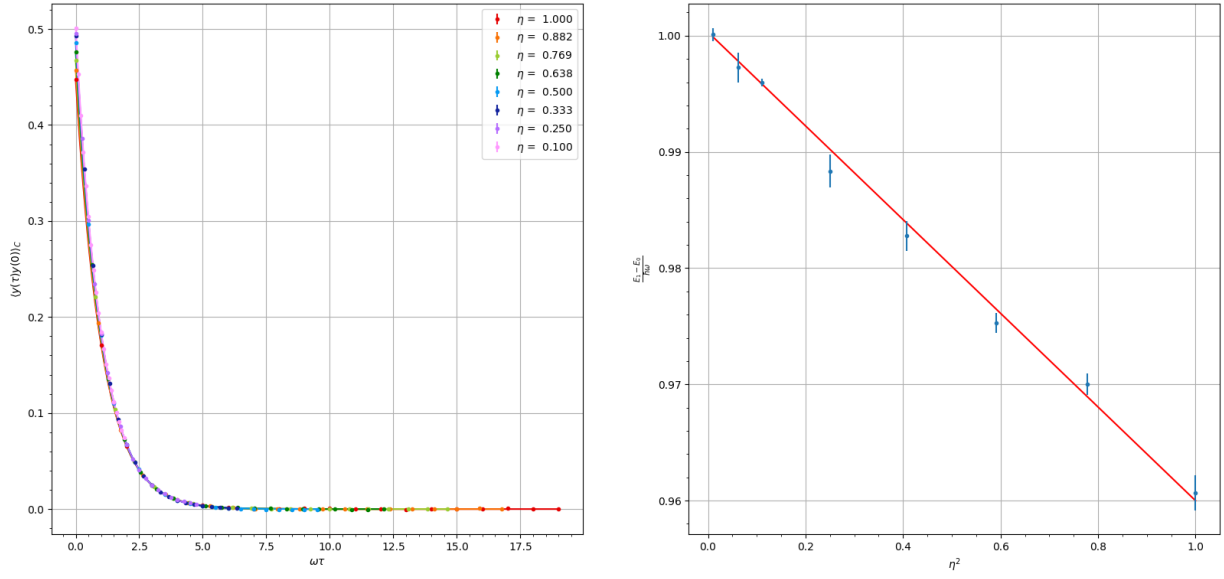 0.5
0.4
0.3
0.2
0.1
0.0
⟨y(τ)y(0)⟩_C
0.0 2.5 5.0 7.5 10.0 12.5 15.0 17.5
ωτ
η = 1.000
η = 0.882
η = 0.769
η = 0.638
η = 0.500
η = 0.333
η = 0.250
η = 0.100
1.00
0.99
0.98
0.97
0.96
E₁ − E₀
ℏω
0.0 0.2 0.4 0.6 0.8 1.0
η²